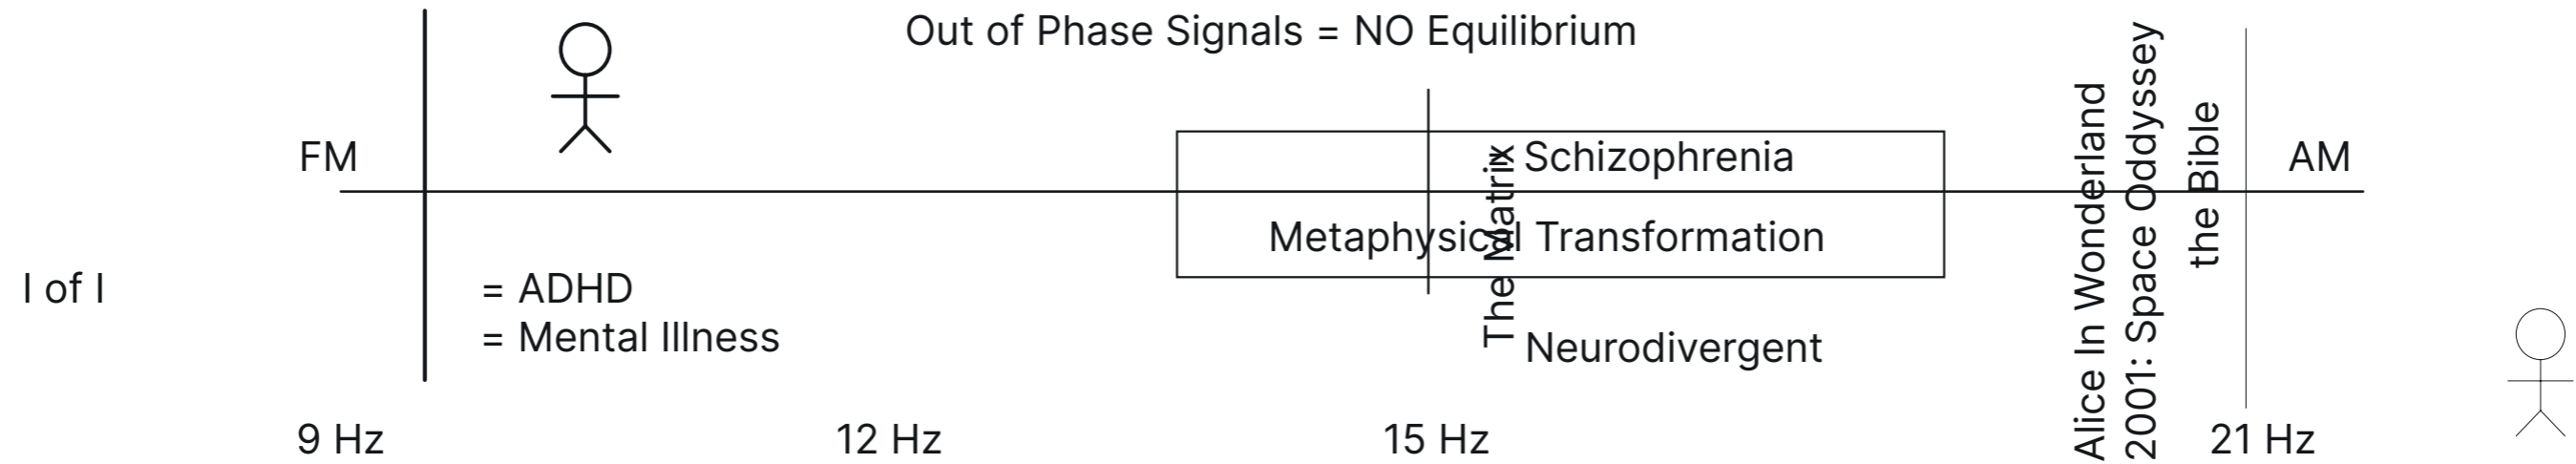 Out of Phase Signals = NO Equilibrium
FM
Schizophrenia
AM
Metaphysical Transformation
The Matrix
Alice In Wonderland
20001: Space Oddyssey
the Bible
I of I
= ADHD
= Mental Illness
Neurodivergent
9 Hz
12 Hz
15 Hz
21 Hz